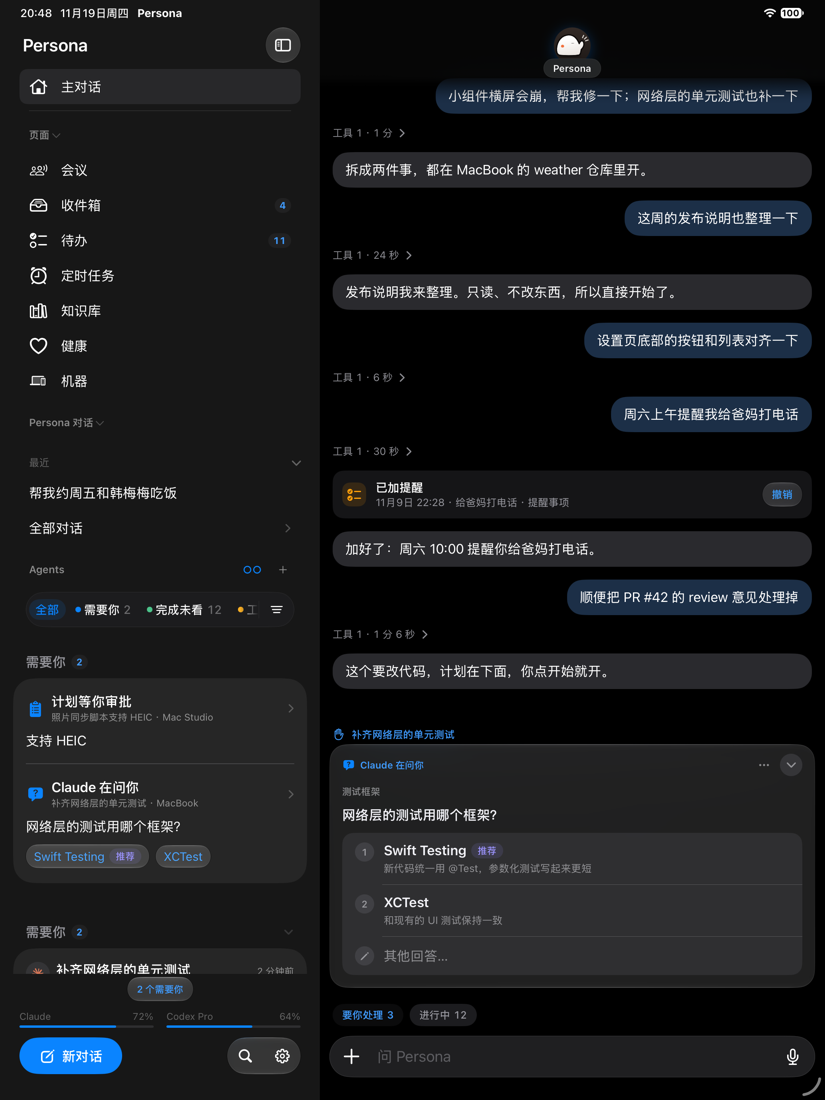 20:48 11月19日周四 Persona
100
Persona
主对话
页面
会议
收件箱 4
待办 11
定时任务
知识库
健康
机器
Persona 对话
最近
帮我约周五和韩梅梅吃饭
全部对话
Agents
全部 需要你 2 完成未看 12
需要你 2
计划等你审批
照片同步脚本支持 HEIC · Mac Studio
支持 HEIC
Claude 在问你
补齐网络层的单元测试 · MacBook
网络层的测试用哪个框架?
Swift Testing 推荐 XCTest
需要你 2
补齐网络层的单元测试 2 分钟前
2 个需要你
Claude 72% Codex Pro 64%
新对话
Persona
小组件横屏会崩，帮我修一下；网络层的单元测试也补一下
工具 1 · 1 分
拆成两件事，都在 MacBook 的 weather 仓库里开。
这周的发布说明也整理一下
工具 1 · 24 秒
发布说明我来整理。只读、不改东西，所以直接开始了。
设置页底部的按钮和列表对齐一下
工具 1 · 6 秒
周六上午提醒我给爸妈打电话
工具 1 · 30 秒
已加提醒
11月9日 22:28 · 给爸妈打电话 · 提醒事项
撤销
加好了：周六 10:00 提醒你给爸妈打电话。
顺便把 PR #42 的 review 意见处理掉
工具 1 · 1 分 6 秒
这个要改代码，计划在下面，你点开始就开。
补齐网络层的单元测试
Claude 在问你
测试框架
网络层的测试用哪个框架?
1 Swift Testing 推荐
新代码统一用 @Test，参数化测试写起来更短
2 XCTest
和现有的 UI 测试保持一致
其他回答...
要你处理 3 进行中 12
问 Persona